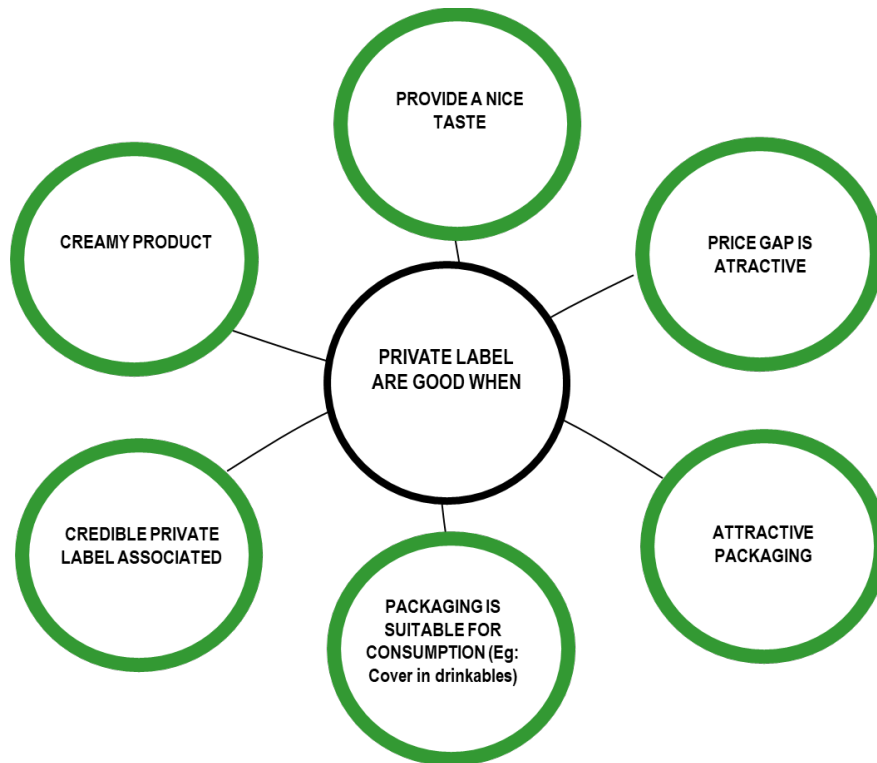 PROVIDE A NICE
TASTE
CREAMY PRODUCT
PRICE GAP IS
ATRACTIVE
PRIVATE LABEL
ARE GOOD WHEN
CREDIBLE PRIVATE
LABEL ASSOCIATED
ATTRACTIVE
PACKAGING
PACKAGING IS
SUITABLE FOR
CONSUMPTION (Eg:
Cover in drinkables)